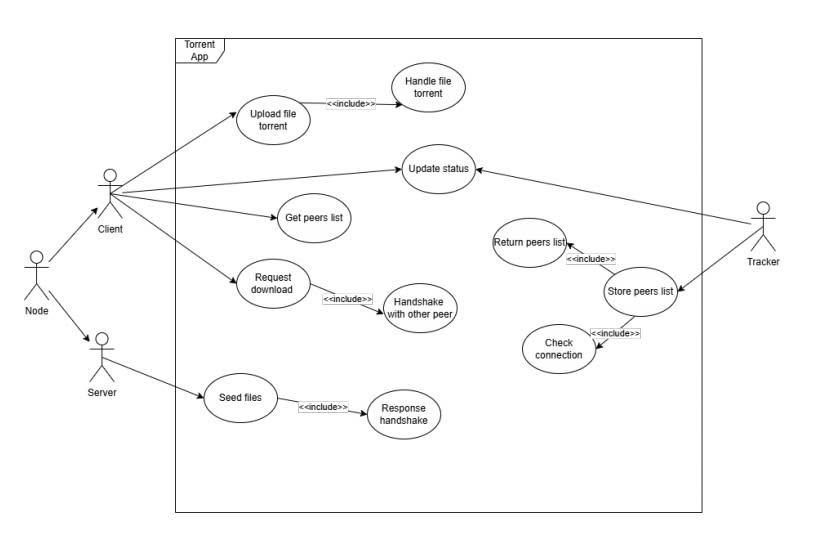 Torrent
App
Handle file
torrent
<<include>>
Upload file
torrent
Update status
Client
Get peers list
Return peers list
<<include>>
Tracker
Node
Request
download
<<include>>
Handshake
with other peer
Store peers list
<<include>>
Check
connection
Server
Seed files
<<include>>
Response
handshake